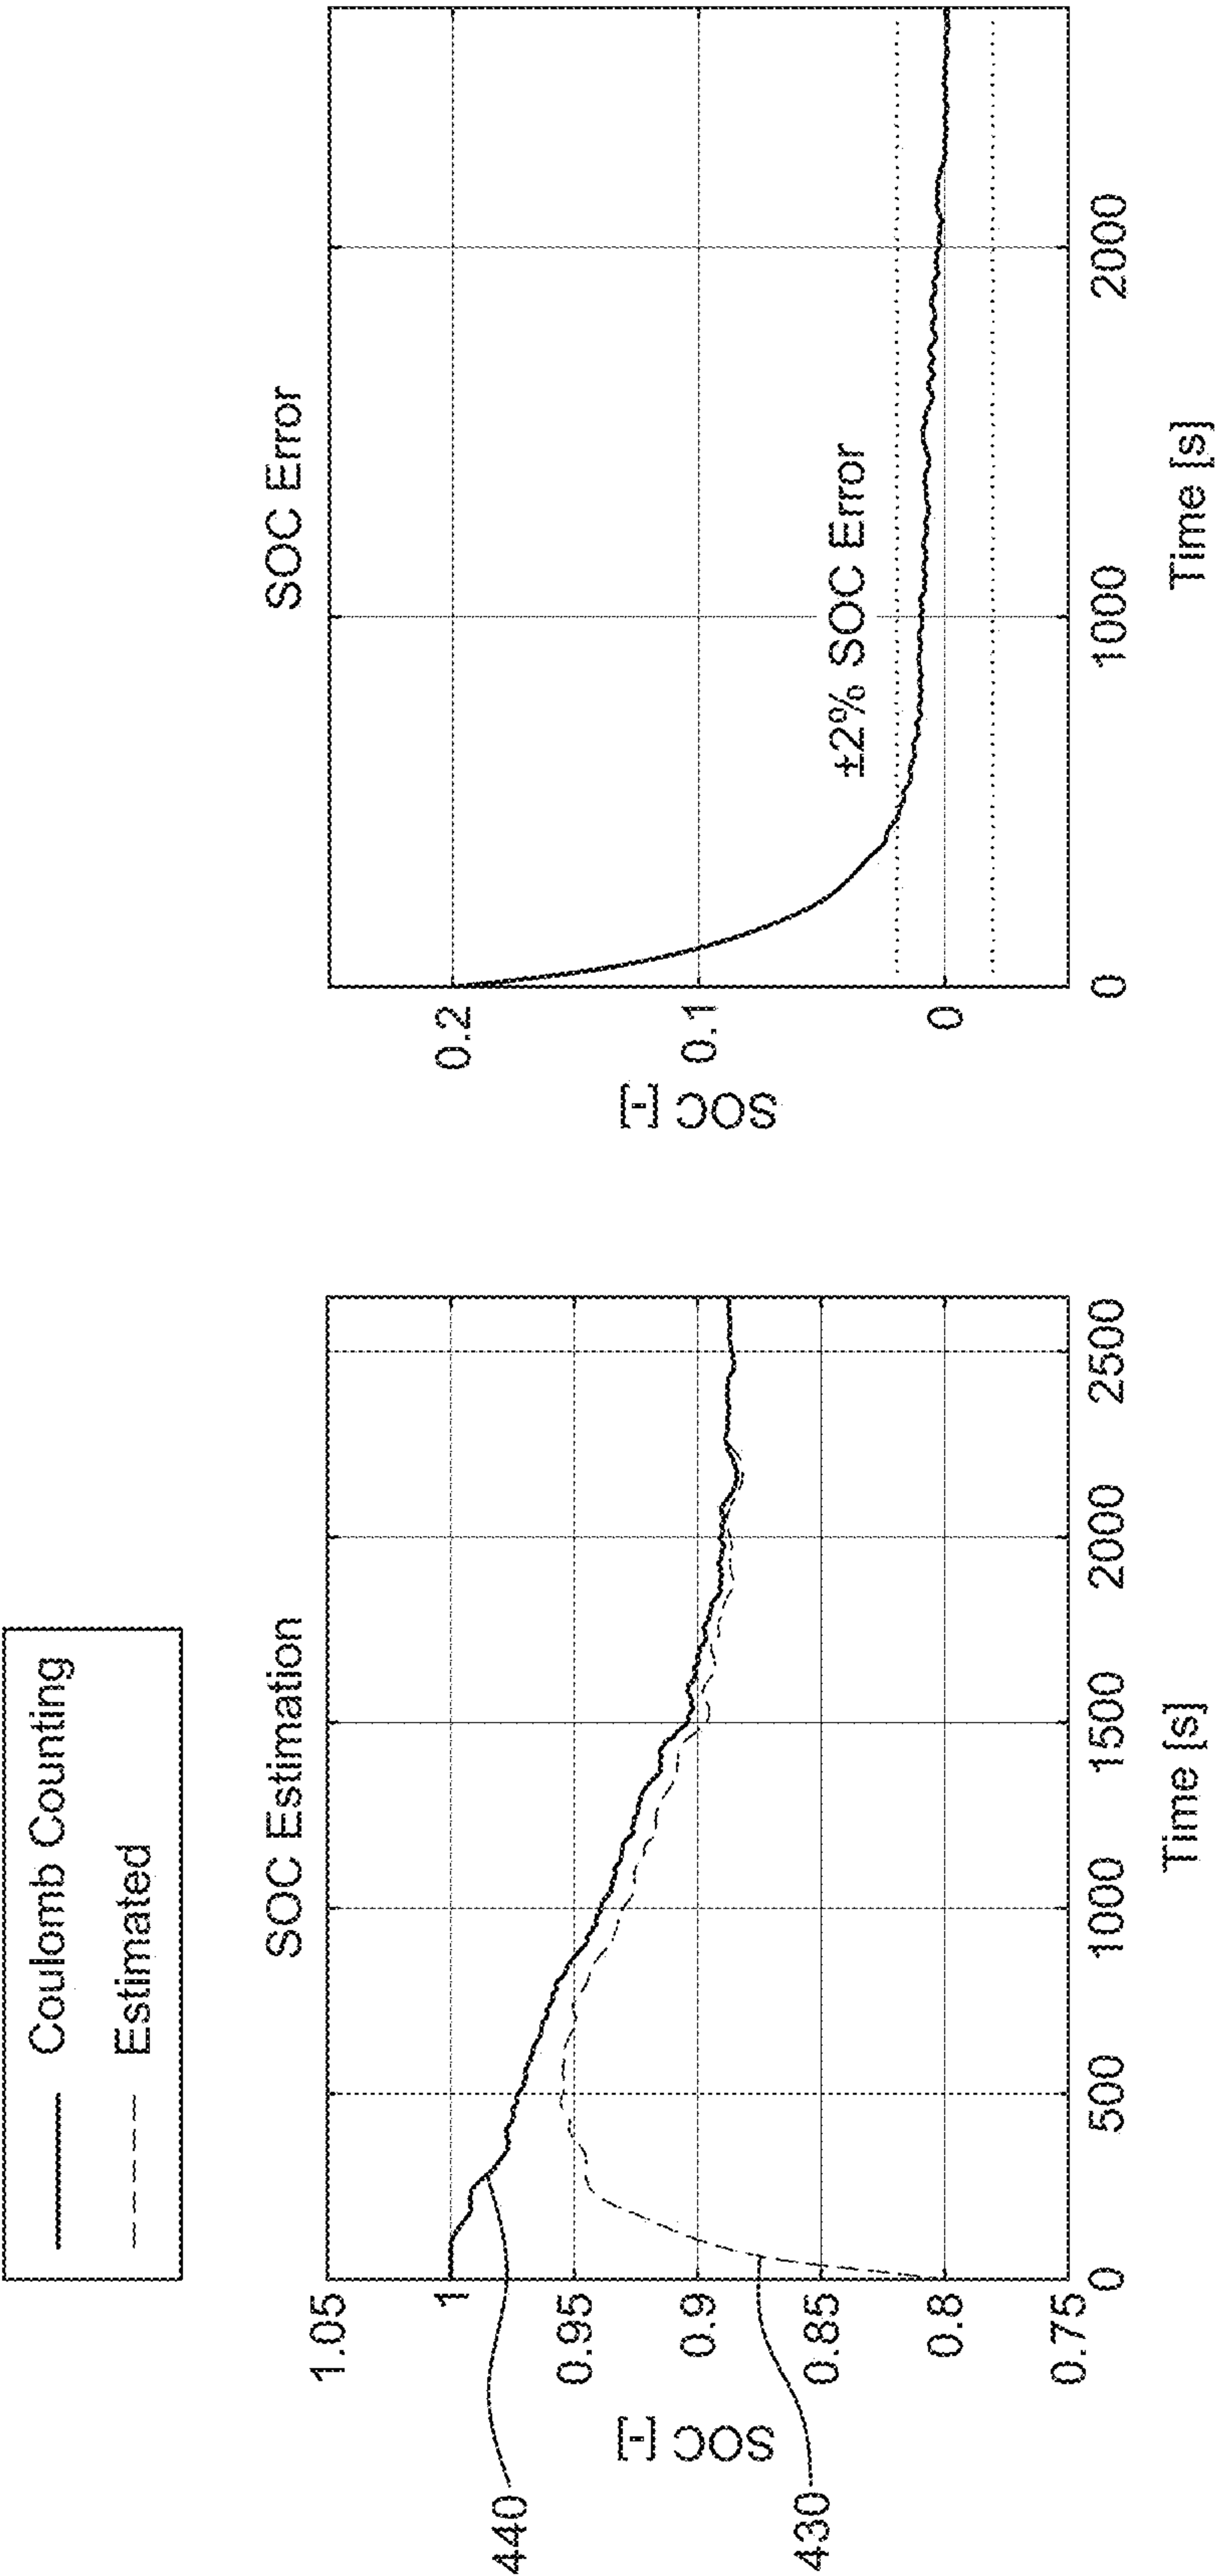 Coulomb Counting
Estimated
SOC Estimation
1.05
1
0.95
0.9
0.85
0.8
0.75
SOC [-]
440
430
0
500
1000
1500
2000
2500
Time [s]
SOC Error
0.2
0.1
0
SOC [-]
±2% SOC Error
0
1000
2000
Time [s]